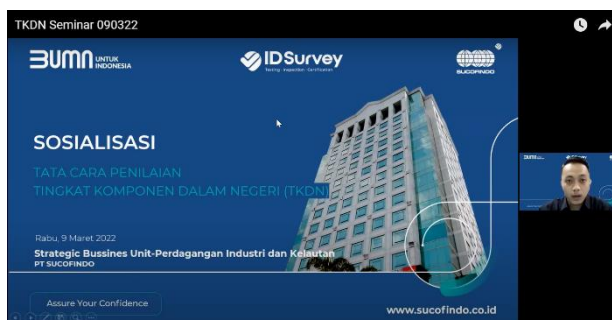 TKDN Seminar 090322
BUMN UNTUK INDONESIA
IDSurvey
Testing Inspection Certification
SUCOFINDO
SOSIALISASI
TATA CARA PENILAIAN
TINGKAT KOMPONEN DALAM NEGERI (TKDN)
Rabu, 9 Maret 2022
Strategic Bussines Unit-Perdagangan Industri dan Kelautan
PT SUCOFINDO
Assure Your Confidence
www.sucofindo.co.id